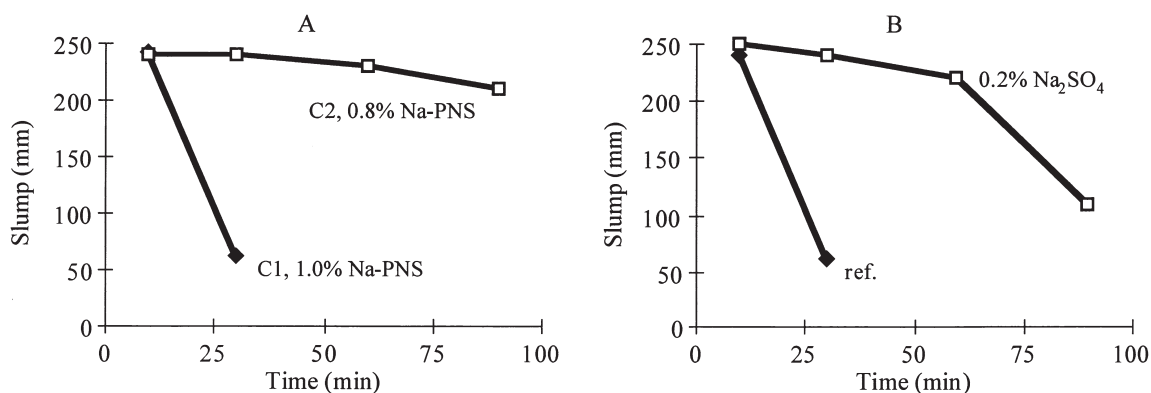 A
250
200
150
100
50
0
Slump (mm)
C2, 0.8% Na-PNS
C1, 1.0% Na-PNS
0 25 50 75 100
Time (min)
B
250
200
150
100
50
0
Slump (mm)
0.2% Na₂SO₄
ref.
0 25 50 75 100
Time (min)